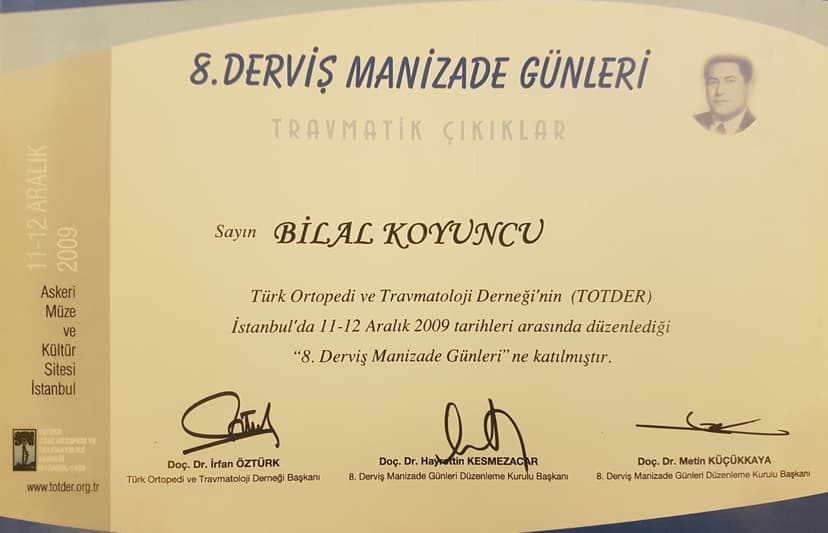 8. DERVİŞ MANİZADE GÜNLERİ
TRAVMATİK ÇIKIKLAR
11-12 ARALIK
2009
Askeri
Müze
ve
Kültür
Sitesi
İstanbul
Sayın BİLAL KOYUNCU
Türk Ortopedi ve Travmatoloji Derneği'nin (TOTDER)
İstanbul'da 11-12 Aralık 2009 tarihleri arasında düzenlediği
“8. Derviş Manizade Günleri” ne katılmıştır.
Doç. Dr. İrfan ÖZTÜRK
Türk Ortopedi ve Travmatoloji Derneği Başkanı
Doç. Dr. Hayrettin KESMEZACAR
8. Derviş Manizade Günleri Düzenleme Kurulu Başkanı
Doç. Dr. Metin KÜÇÜKKAYA
8. Derviş Manizade Günleri Düzenleme Kurulu Başkanı
TÜRK ORTOPEDİ VE
www.totder.org.tr